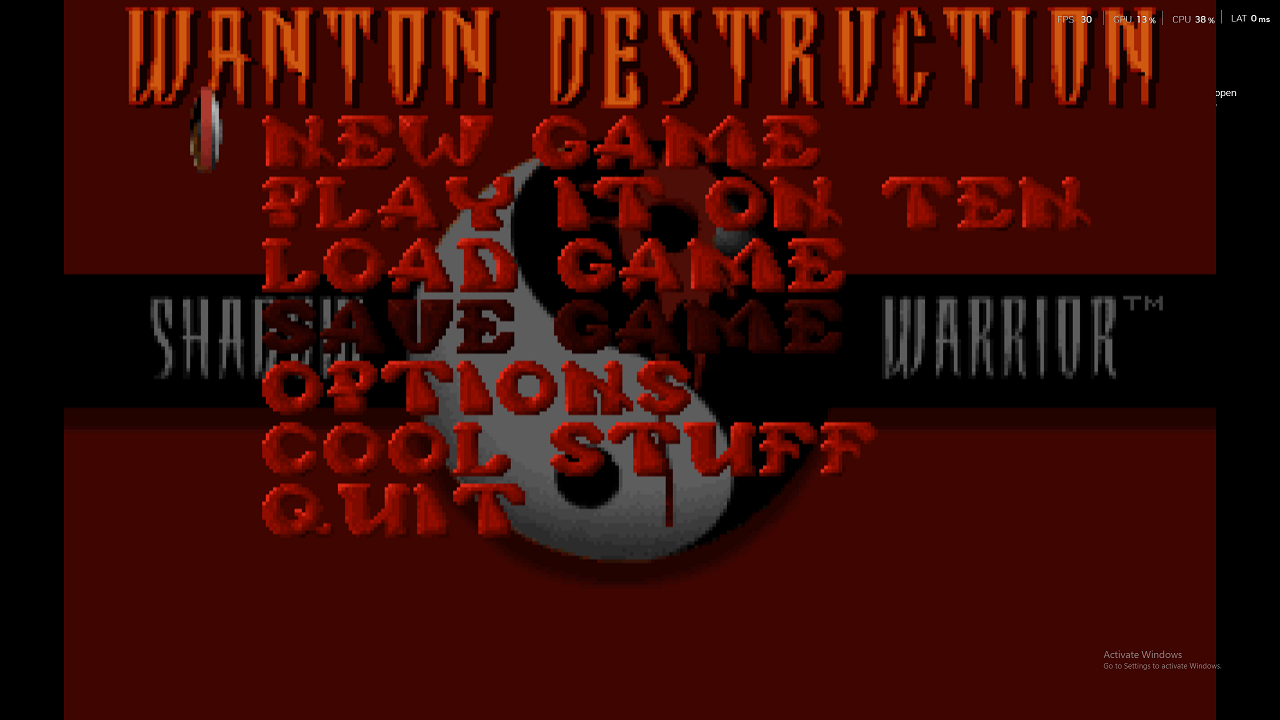 WANTON DESTRUCTION
FPS 30 GPU 13 % CPU 38 % LAT 0 ms
open
NEW GAME
PLAY IT ON TEN
LOAD GAME
SAVE GAME
SHADOW WARRIOR™
OPTIONS
COOL STUFF
QUIT
Activate Windows
Go to Settings to activate Windows.